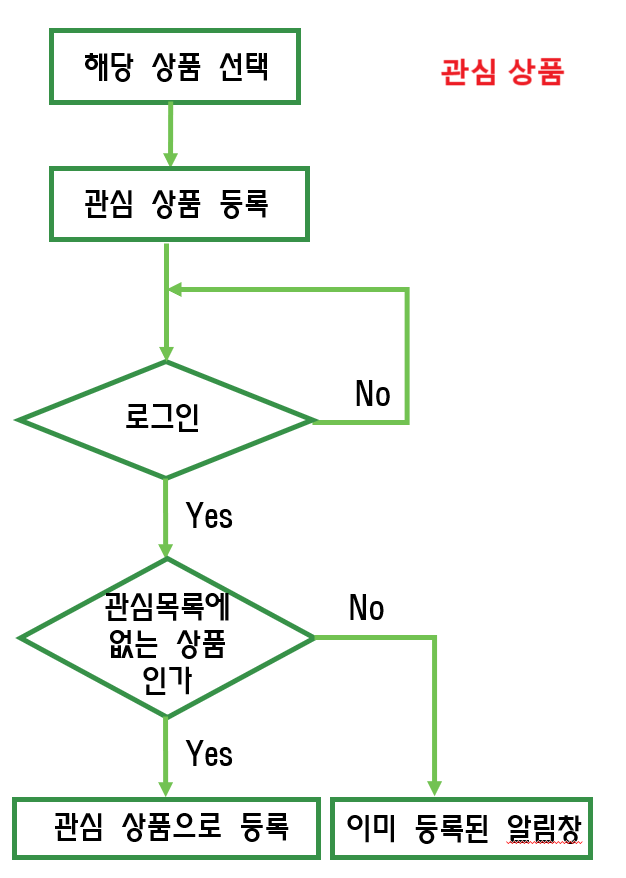 해당 상품 선택
관심 상품
관심 상품 등록
로그인
No
Yes
관심목록에
없는 상품
인가
No
Yes
관심 상품으로 등록
이미 등록된 알림창